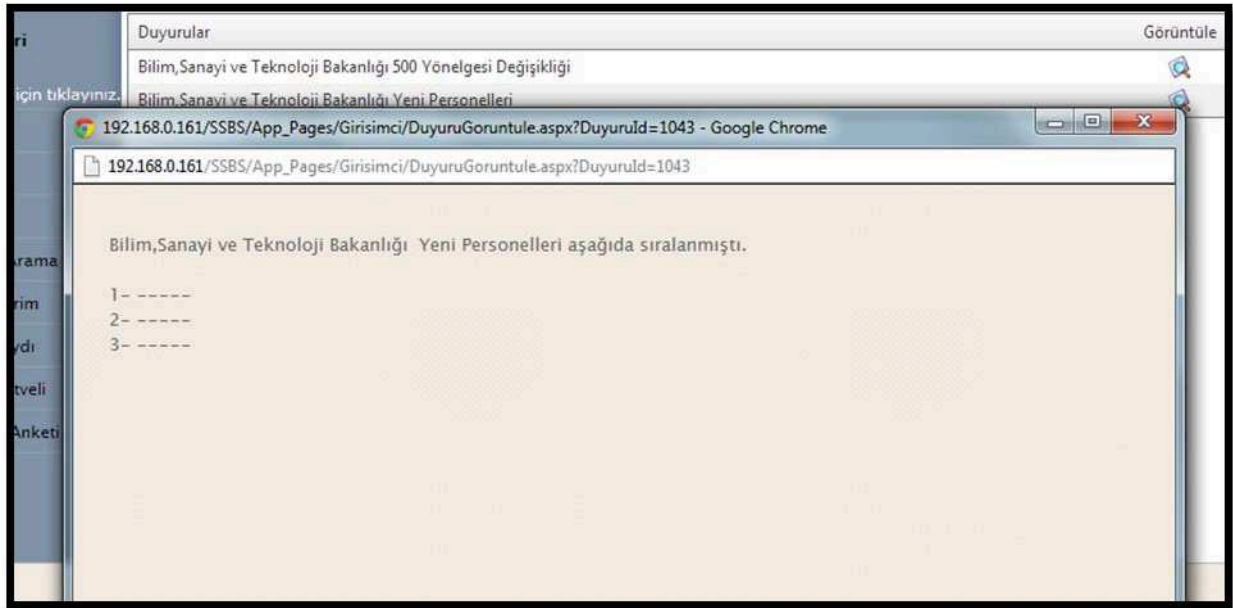 ri
Duyurular Görüntüle
Bilim,Sanayi ve Teknoloji Bakanlığı 500 Yönelgesi Değişikliği
için tıklayınız.
Bilim,Sanayi ve Teknoloji Bakanlığı Yeni Personelleri
192.168.0.161/SSBS/App_Pages/Girisimci/DuyuruGoruntule.aspx?DuyuruId=1043 - Google Chrome
192.168.0.161/SSBS/App_Pages/Girisimci/DuyuruGoruntule.aspx?DuyuruId=1043
Bilim,Sanayi ve Teknoloji Bakanlığı  Yeni Personelleri aşağıda sıralanmıştı.
1- -----
2- -----
3- -----
arama
rim
ydı
tveli
Anketi